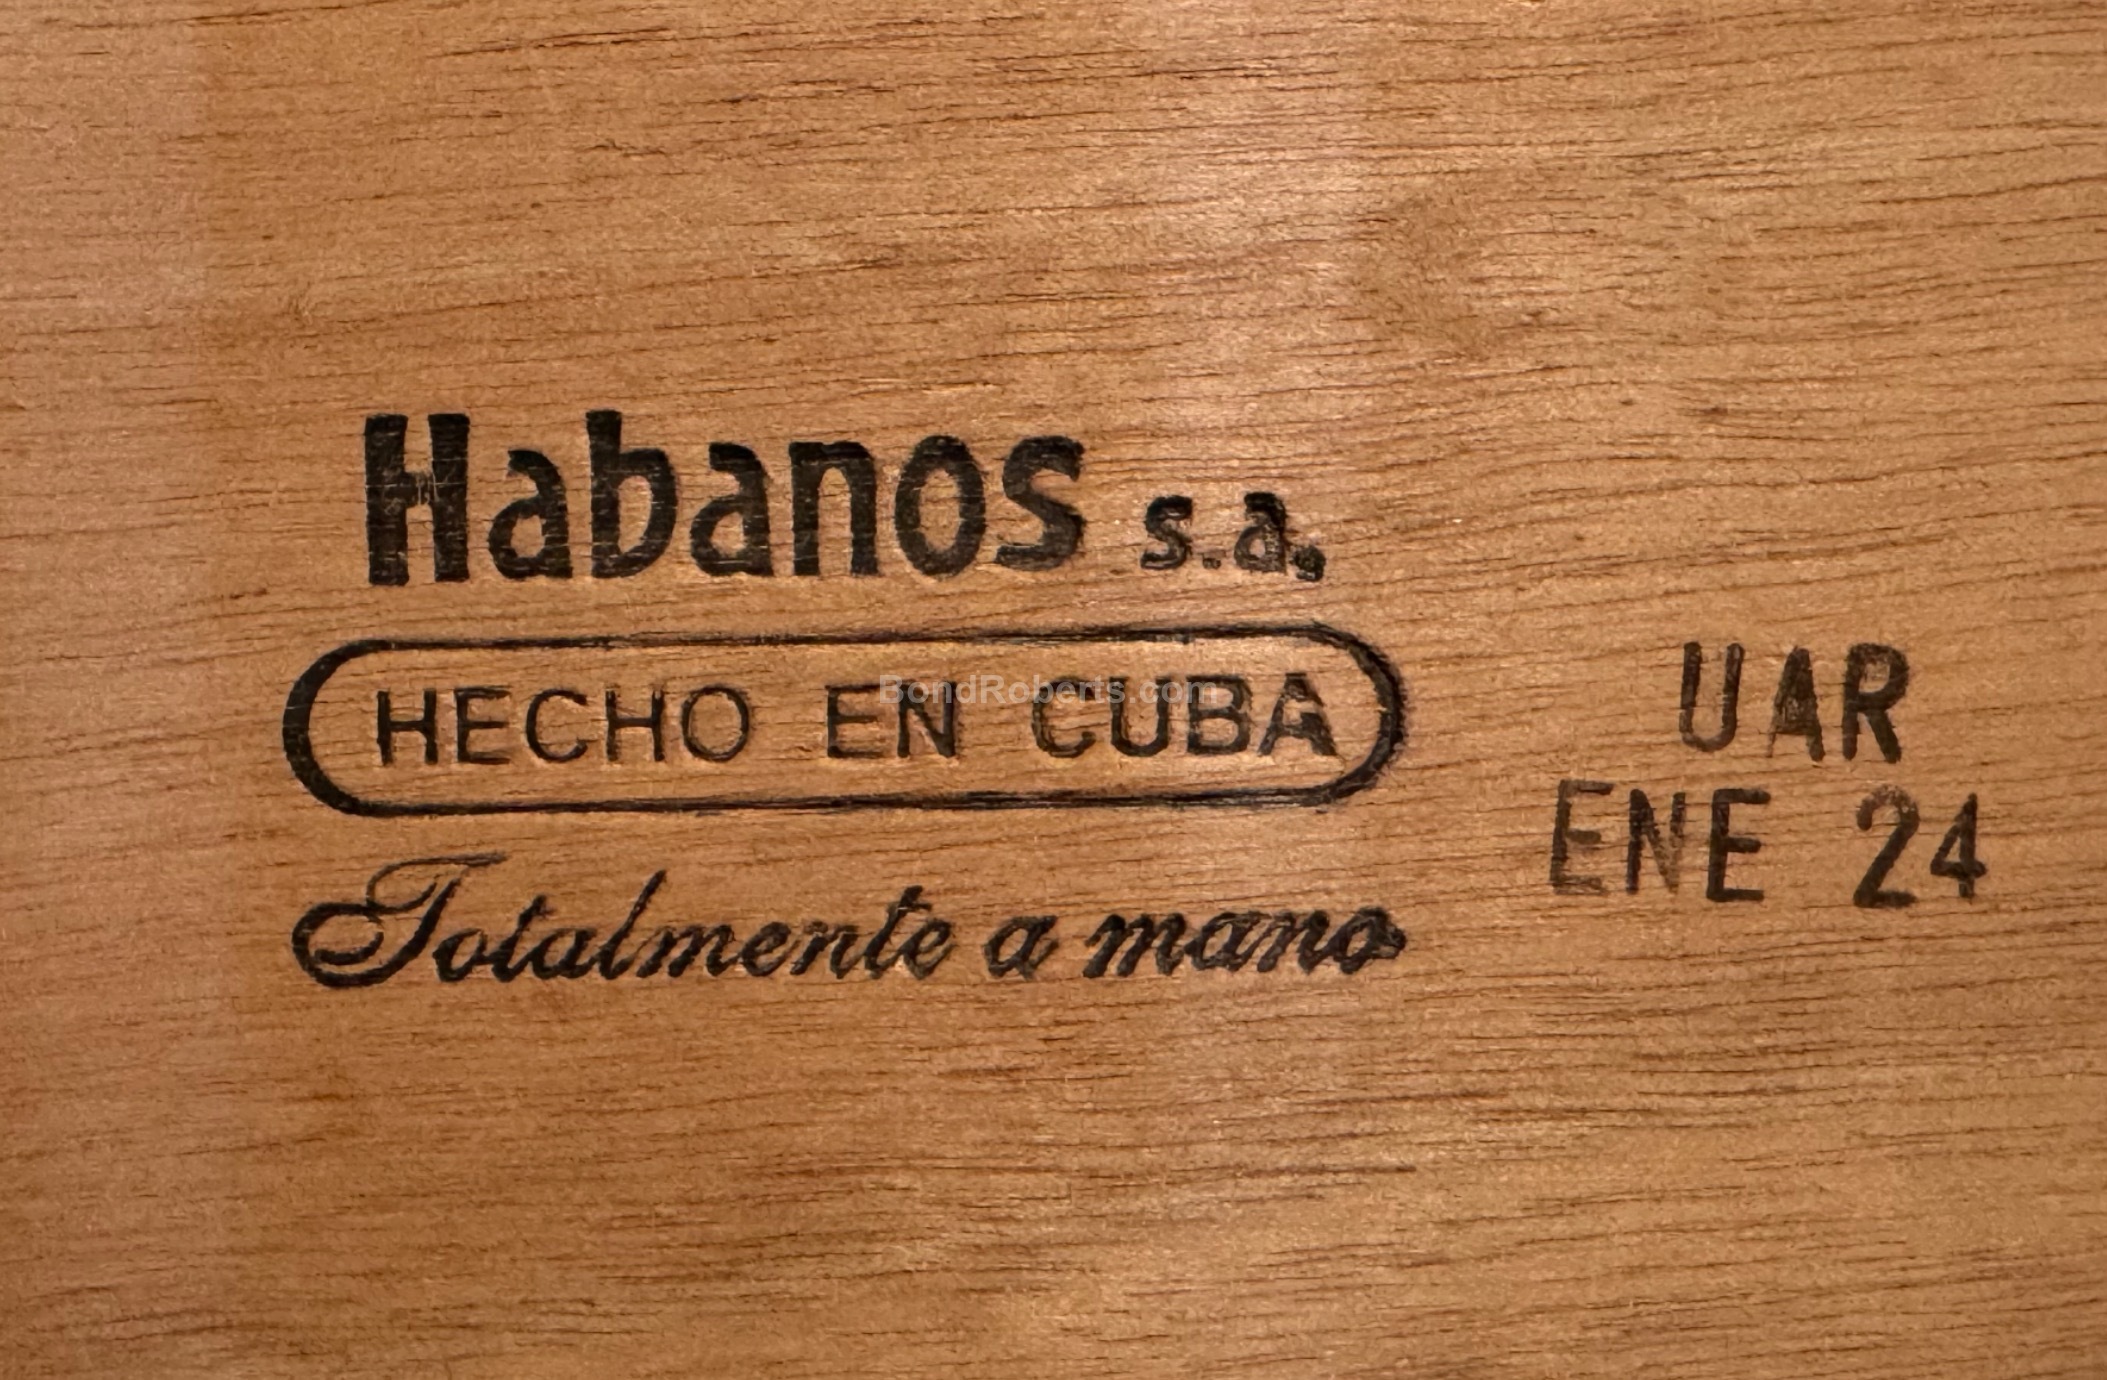 Habanos s.a.
HECHO EN CUBA
BondRoberts.com
Totalmente a mano
UAR
ENE 24